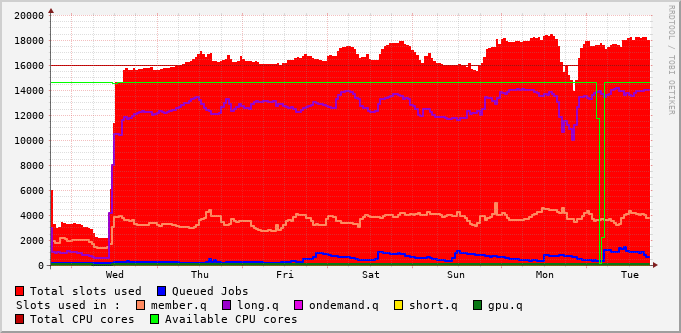 20000
18000
16000
14000
12000
10000
8000
6000
4000
2000
0
Wed Thu Fri Sat Sun Mon Tue
RRDTOOL / TOBI OETIKER
Total slots used Queued Jobs
Slots used in : member.q long.q ondemand.q short.q gpu.q
Total CPU cores Available CPU cores